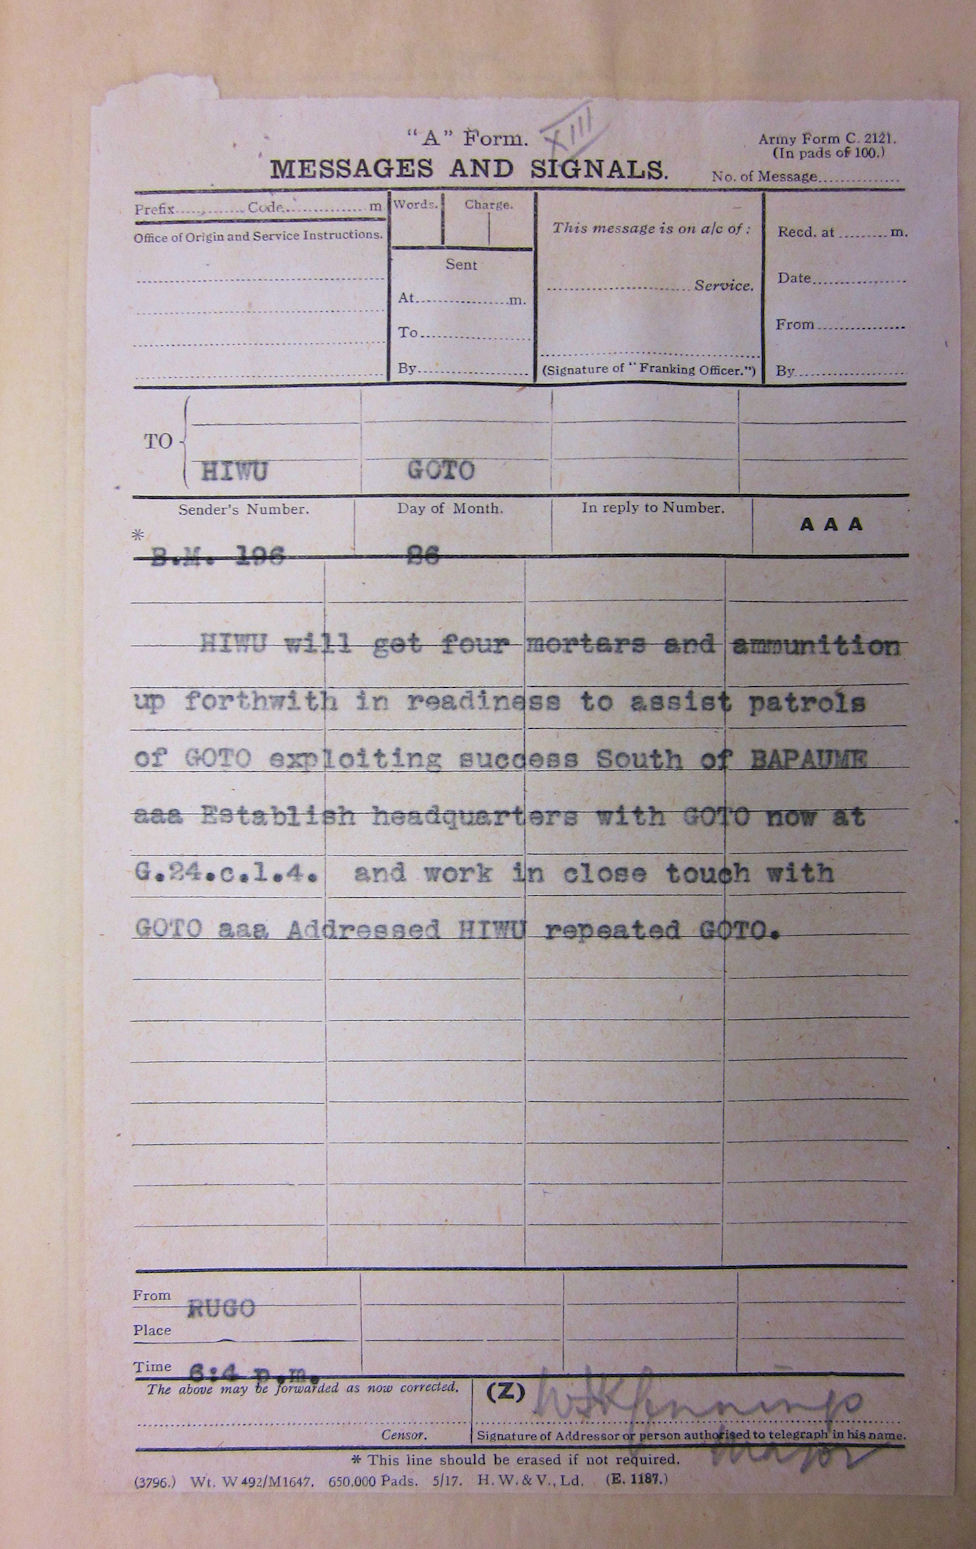 "A" Form.
XIII
Army Form C. 2121.
(In pads of 100.)
MESSAGES AND SIGNALS.
No. of Message..............
Prefix............ Code.................. m
Words.
Charge.
This message is on a/c of:
Recd. at ......... m.
Office of Origin and Service Instructions.
Sent
........................ Service.
Date.................
At.................. m.
From................
To...................
By...................
(Signature of "Franking Officer.")
By...................
TO
HIWU GOTO
Sender's Number.
Day of Month.
In reply to Number.
A A A
*
B.M. 196
26
HIWU will get four mortars and ammunition
up forthwith in readiness to assist patrols
of GOTO exploiting success South of BAPAUME
aaa Establish headquarters with GOTO now at
G.24.c.1.4. and work in close touch with
GOTO aaa Addressed HIWU repeated GOTO.
From RUGO
Place
Time 6:4 p.m.
The above may be forwarded as now corrected.
(Z)
Jennings
Censor.
Signature of Addressor or person authorised to telegraph in his name.
Major
* This line should be erased if not required.
(3796.) Wt. W 492/M1647. 650,000 Pads. 5/17. H. W. & V., Ld. (E. 1187.)